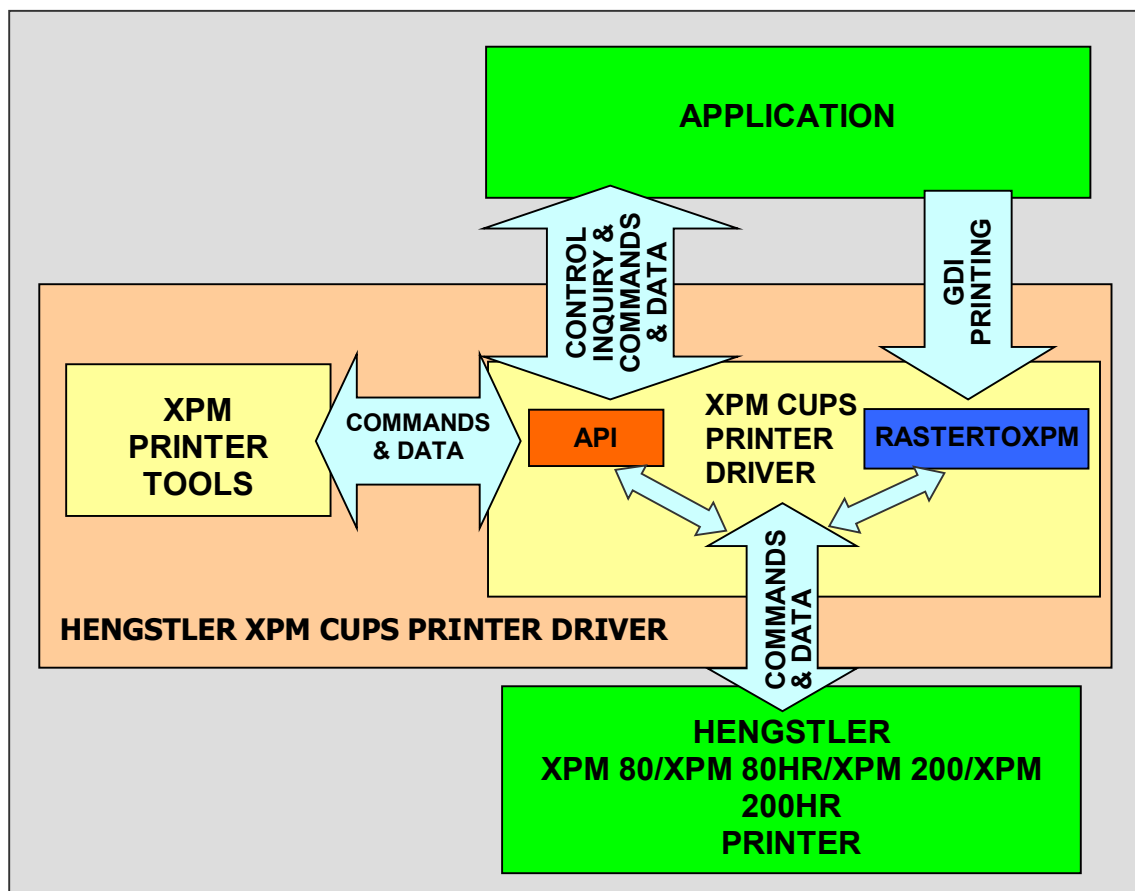 APPLICATION
CONTROL
INQUIRY &
COMMANDS
& DATA
GDI
PRINTING
XPM
PRINTER
TOOLS
COMMANDS
& DATA
API
XPM CUPS
PRINTER
DRIVER
RASTERTOXPM
COMMANDS
& DATA
HENGSTLER XPM CUPS PRINTER DRIVER
HENGSTLER
XPM 80/XPM 80HR/XPM 200/XPM
200HR
PRINTER